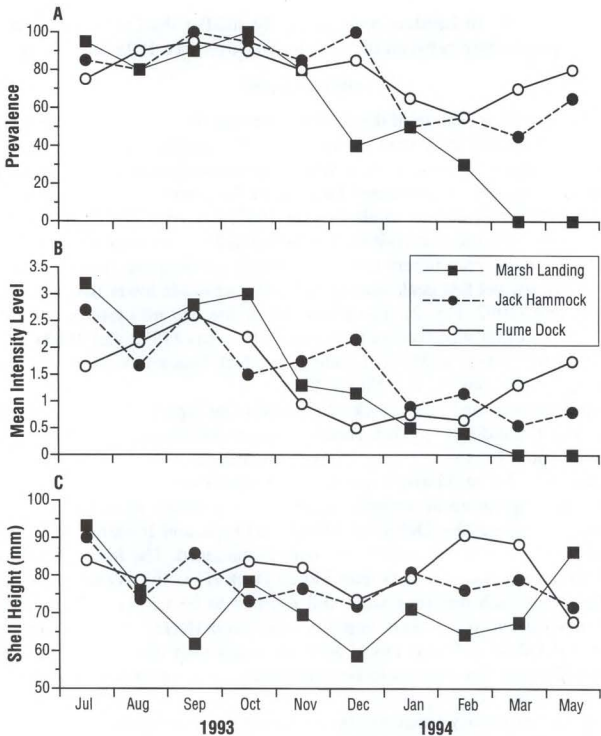 A
Prevalence
100
80
60
40
20
0
B
Mean Intensity Level
3.5
3
2.5
2
1.5
1
0.5
0
Marsh Landing
Jack Hammock
Flume Dock
C
Shell Height (mm)
100
90
80
70
60
50
Jul Aug Sep Oct Nov Dec Jan Feb Mar May
1993 1994